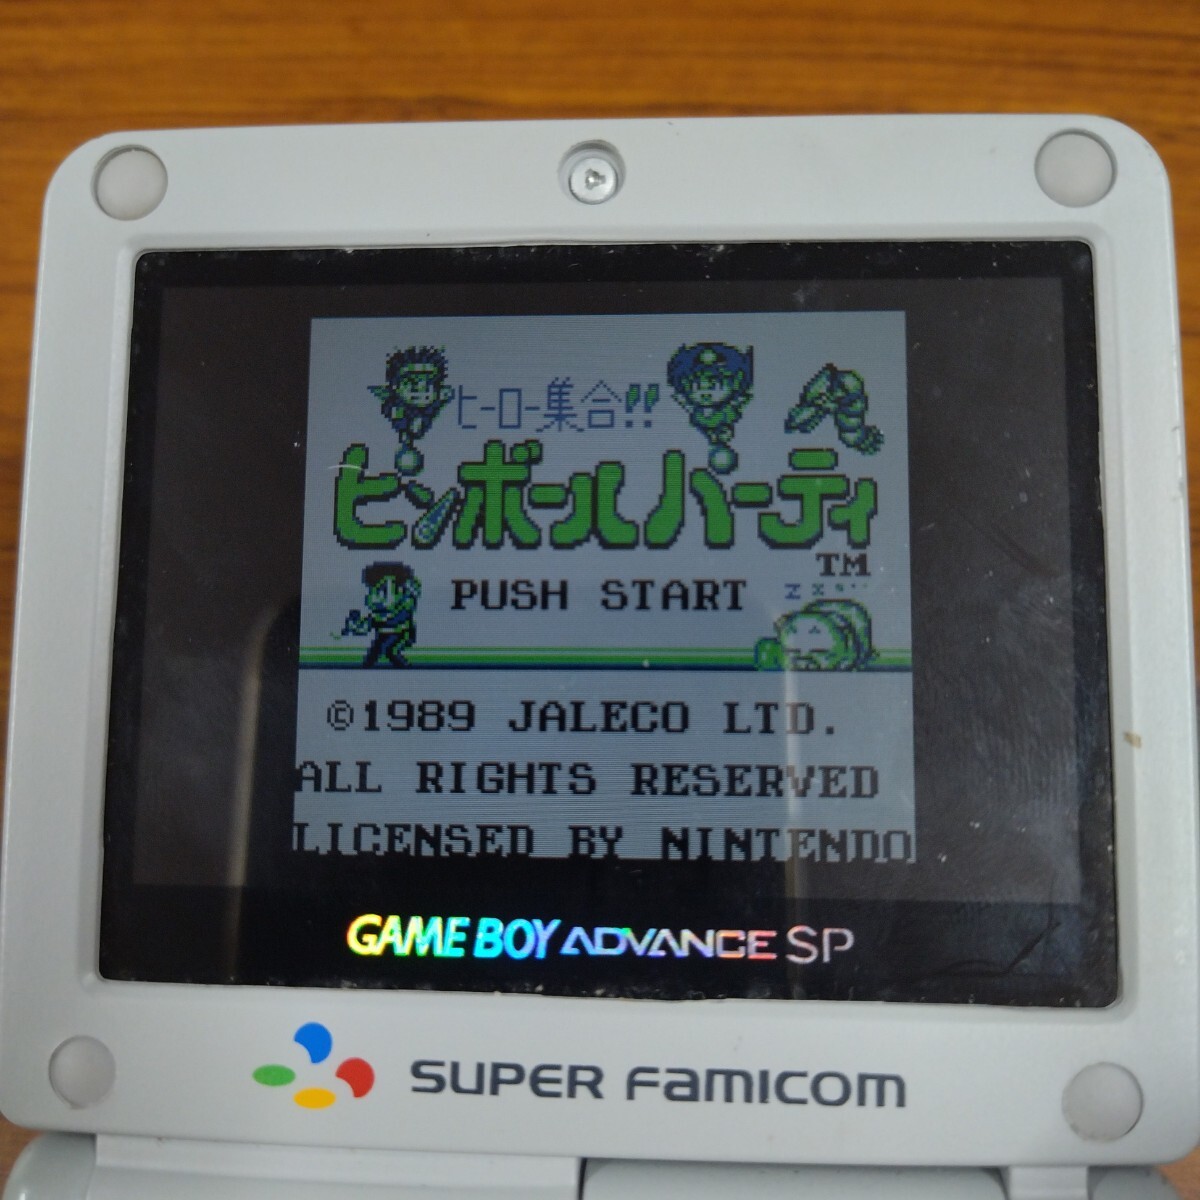 ヒーロー集合!!
ピンボールパーティ
TM
PUSH START
Z Z
©1989 JALECO LTD.
ALL RIGHTS RESERVED
LICENSED BY NINTENDO
GAME BOY ADVANCE SP
SUPER FAMICOM